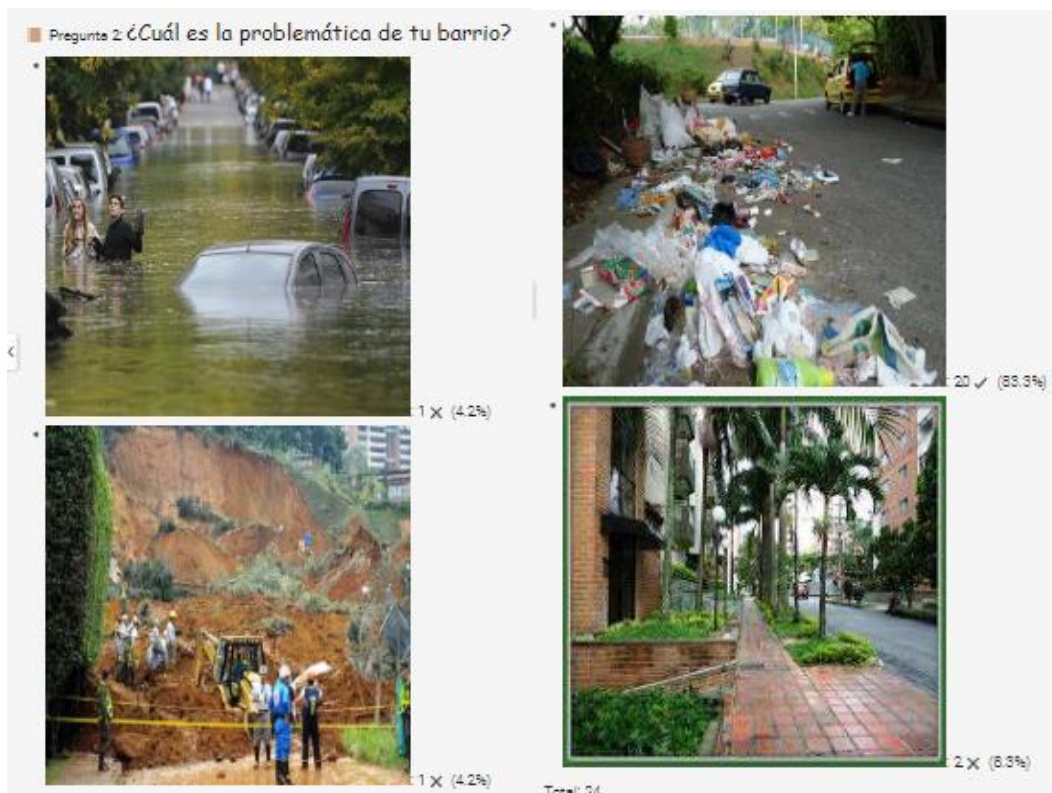 Pregunta 2: ¿Cuál es la problemática de tu barrio?
: 1 × (4.2%)
: 1 × (4.2%)
: 20 ✓ (83.3%)
: 2 × (8.3%)
Total: 24